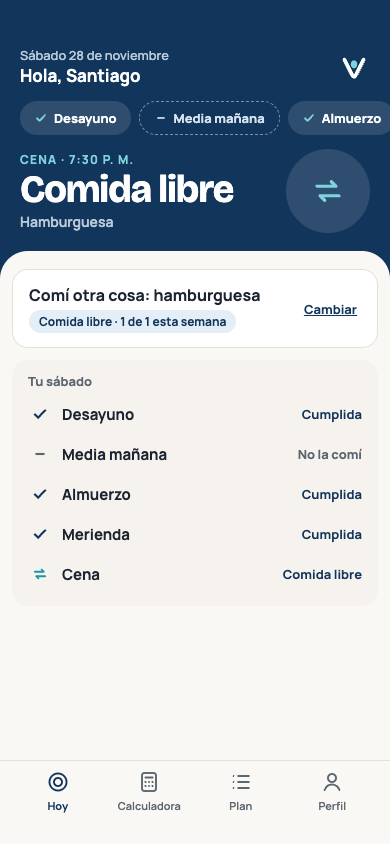 Sábado 28 de noviembre
Hola, Santiago
Desayuno
Media mañana
Almuerzo
CENA · 7:30 P. M.
Comida libre
Hamburguesa
Comí otra cosa: hamburguesa
Comida libre · 1 de 1 esta semana
Cambiar
Tu sábado
Desayuno Cumplida
Media mañana No la comí
Almuerzo Cumplida
Merienda Cumplida
Cena Comida libre
Hoy Calculadora Plan Perfil